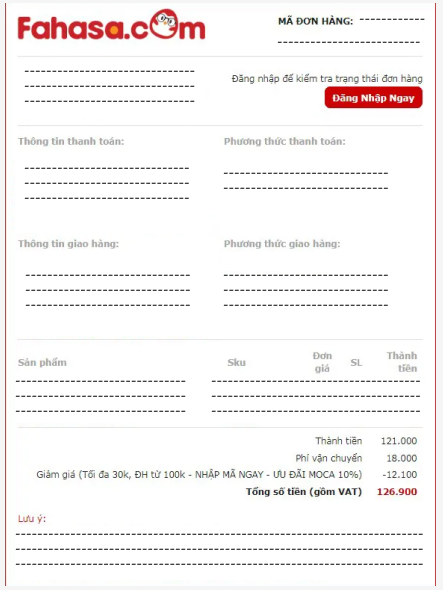 Fahasa.com
MÃ ĐƠN HÀNG:
Đăng nhập để kiểm tra trạng thái đơn hàng
Đăng Nhập Ngay
Thông tin thanh toán:
Phương thức thanh toán:
Thông tin giao hàng:
Phương thức giao hàng:
Sản phẩm Sku Đơn giá SL Thành tiền
Thành tiền 121.000
Phí vận chuyển 18.000
Giảm giá (Tối đa 30k, ĐH từ 100k - NHẬP MÃ NGAY - ƯU ĐÃI MOCA 10%) -12.100
Tổng số tiền (gồm VAT) 126.900
Lưu ý: